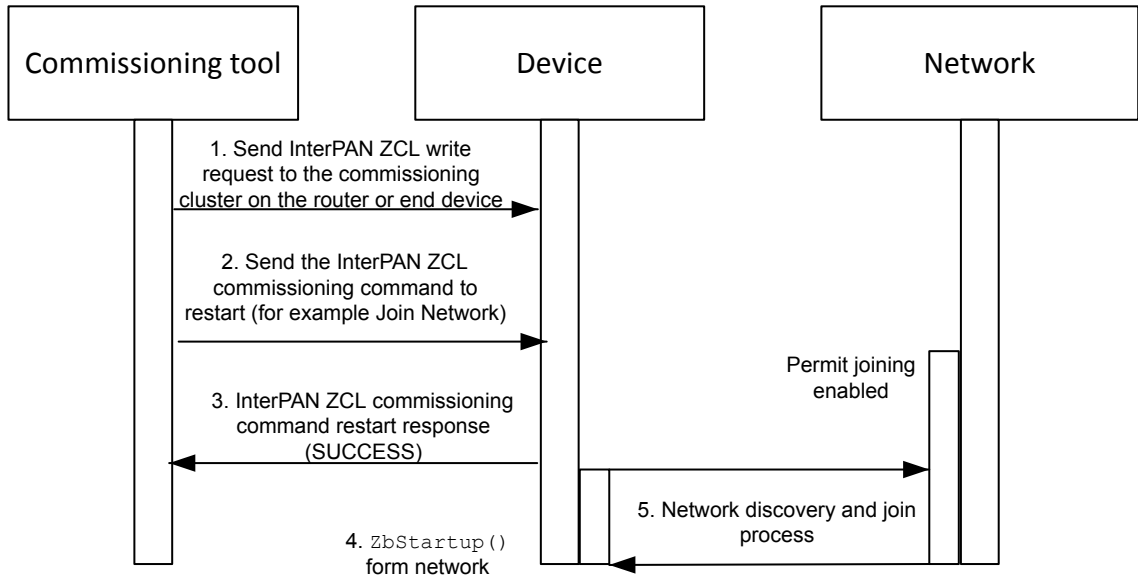 Commissioning tool
Device
Network
1. Send InterPAN ZCL write
request to the commissioning
cluster on the router or end device
2. Send the InterPAN ZCL
commissioning command to
restart (for example Join Network)
Permit joining
enabled
3. InterPAN ZCL commissioning
command restart response
(SUCCESS)
5. Network discovery and join
process
4. ZbStartup()
form network